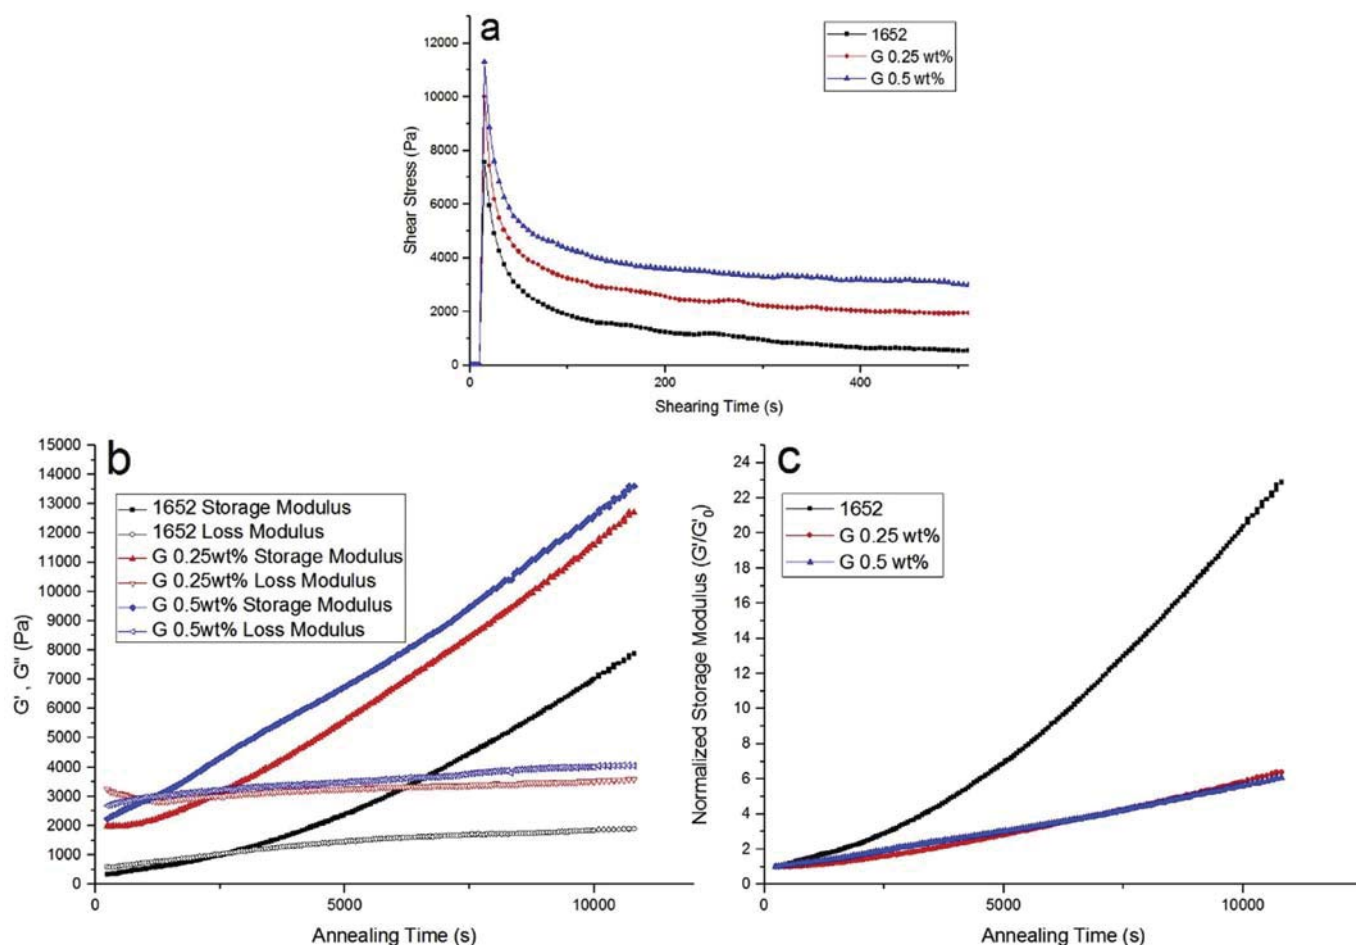 a
1652
G 0.25 wt%
G 0.5 wt%
12000
10000
8000
6000
4000
2000
0
Shear Stress (Pa)
0 200 400
Shearing Time (s)
b
15000
14000
13000
12000
11000
10000
9000
8000
7000
6000
5000
4000
3000
2000
1000
0
G' , G'' (Pa)
1652 Storage Modulus
1652 Loss Modulus
G 0.25wt% Storage Modulus
G 0.25wt% Loss Modulus
G 0.5wt% Storage Modulus
G 0.5wt% Loss Modulus
0 5000 10000
Annealing Time (s)
c
24
22
20
18
16
14
12
10
8
6
4
2
0
Normalized Storage Modulus (G'/G'0)
1652
G 0.25 wt%
G 0.5 wt%
0 5000 10000
Annealing Time (s)